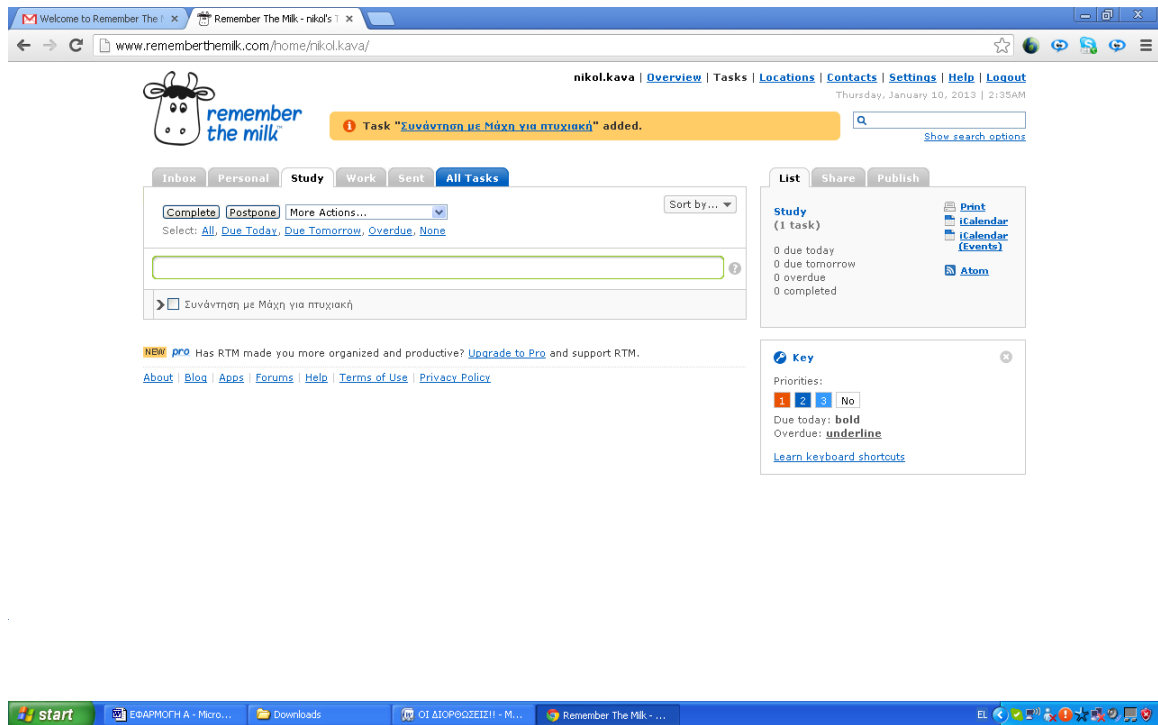 Welcome to Remember The M
Remember The Milk - nikol's T
www.rememberthemilk.com/home/nikol.kava/
nikol.kava | Overview | Tasks | Locations | Contacts | Settings | Help | Logout
Thursday, January 10, 2013 | 2:35AM
remember
the milk
Task "Συνάντηση με Μάχη για πτυχιακή" added.
Show search options
Inbox Personal Study Work Sent All Tasks
List Share Publish
Complete Postpone More Actions...
Sort by...
Select: All, Due Today, Due Tomorrow, Overdue, None
Study
(1 task)
0 due today
0 due tomorrow
0 overdue
0 completed
Print
iCalendar
iCalendar
(Events)
Atom
Συνάντηση με Μάχη για πτυχιακή
NEW pro Has RTM made you more organized and productive? Upgrade to Pro and support RTM.
About | Blog | Apps | Forums | Help | Terms of Use | Privacy Policy
Key
Priorities:
1 2 3 No
Due today: bold
Overdue: underline
Learn keyboard shortcuts
start
ΕΦΑΡΜΟΓΗ Α - Micro...
Downloads
ΟΙ ΔΙΟΡΘΩΣΕΙΣ!! - M...
Remember The Milk - ...
EL